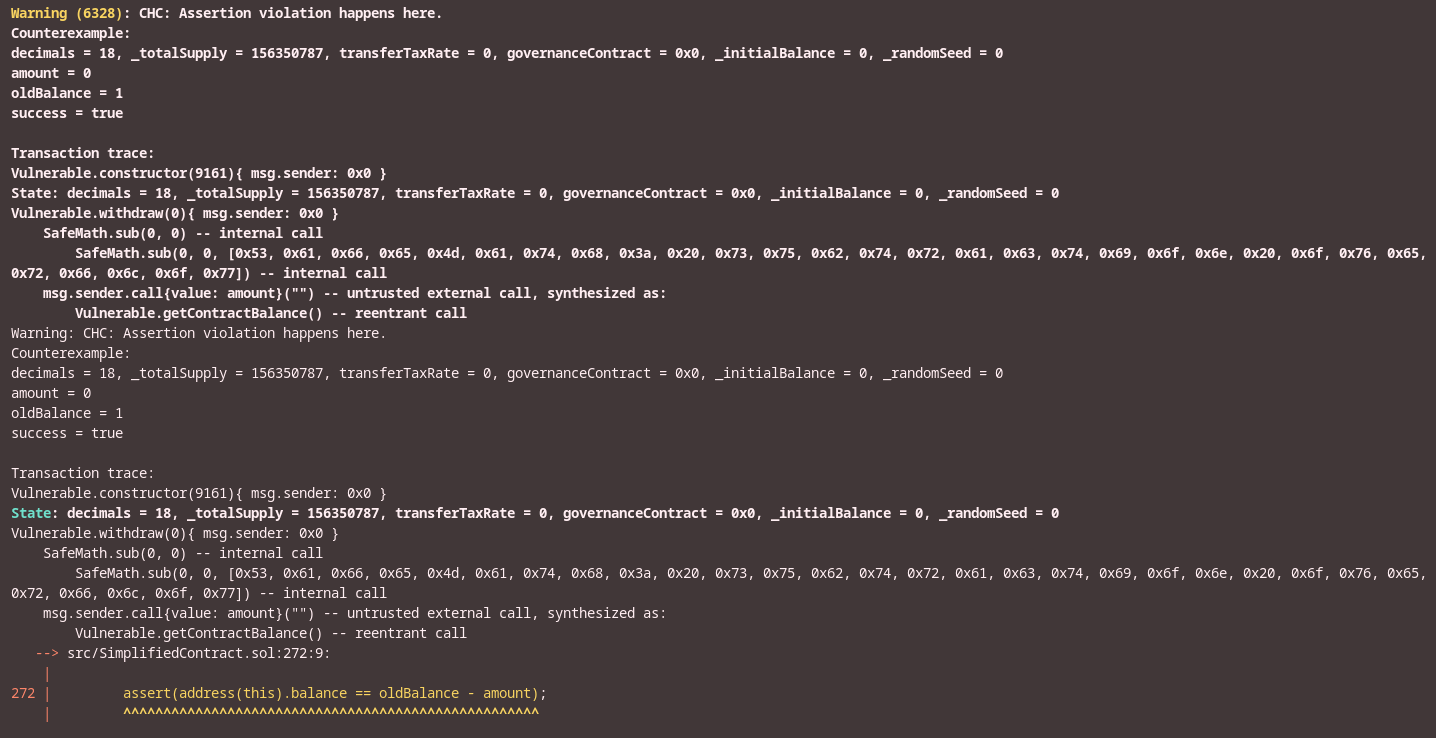 Warning (6328): CHC: Assertion violation happens here.
Counterexample:
decimals = 18, _totalSupply = 156350787, transferTaxRate = 0, governanceContract = 0x0, _initialBalance = 0, _randomSeed = 0
amount = 0
oldBalance = 1
success = true

Transaction trace:
Vulnerable.constructor(9161){ msg.sender: 0x0 }
State: decimals = 18, _totalSupply = 156350787, transferTaxRate = 0, governanceContract = 0x0, _initialBalance = 0, _randomSeed = 0
Vulnerable.withdraw(0){ msg.sender: 0x0 }
    SafeMath.sub(0, 0) -- internal call
        SafeMath.sub(0, 0, [0x53, 0x61, 0x66, 0x65, 0x4d, 0x61, 0x74, 0x68, 0x3a, 0x20, 0x73, 0x75, 0x62, 0x74, 0x72, 0x61, 0x63, 0x74, 0x69, 0x6f, 0x6e, 0x20, 0x6f, 0x76, 0x65,
0x72, 0x66, 0x6c, 0x6f, 0x77]) -- internal call
    msg.sender.call{value: amount}("") -- untrusted external call, synthesized as:
        Vulnerable.getContractBalance() -- reentrant call
Warning: CHC: Assertion violation happens here.
Counterexample:
decimals = 18, _totalSupply = 156350787, transferTaxRate = 0, governanceContract = 0x0, _initialBalance = 0, _randomSeed = 0
amount = 0
oldBalance = 1
success = true

Transaction trace:
Vulnerable.constructor(9161){ msg.sender: 0x0 }
State: decimals = 18, _totalSupply = 156350787, transferTaxRate = 0, governanceContract = 0x0, _initialBalance = 0, _randomSeed = 0
Vulnerable.withdraw(0){ msg.sender: 0x0 }
    SafeMath.sub(0, 0) -- internal call
        SafeMath.sub(0, 0, [0x53, 0x61, 0x66, 0x65, 0x4d, 0x61, 0x74, 0x68, 0x3a, 0x20, 0x73, 0x75, 0x62, 0x74, 0x72, 0x61, 0x63, 0x74, 0x69, 0x6f, 0x6e, 0x20, 0x6f, 0x76, 0x65,
0x72, 0x66, 0x6c, 0x6f, 0x77]) -- internal call
    msg.sender.call{value: amount}("") -- untrusted external call, synthesized as:
        Vulnerable.getContractBalance() -- reentrant call
   --> src/SimplifiedContract.sol:272:9:
    |
272 |         assert(address(this).balance == oldBalance - amount);
    |         ^^^^^^^^^^^^^^^^^^^^^^^^^^^^^^^^^^^^^^^^^^^^^^^^^^^^